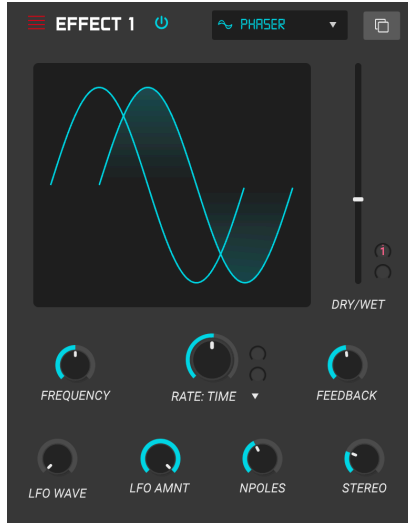 EFFECT 1
PHASER
1
DRY/WET
FREQUENCY
RATE: TIME
FEEDBACK
LFO WAVE
LFO AMNT
NPOLES
STEREO